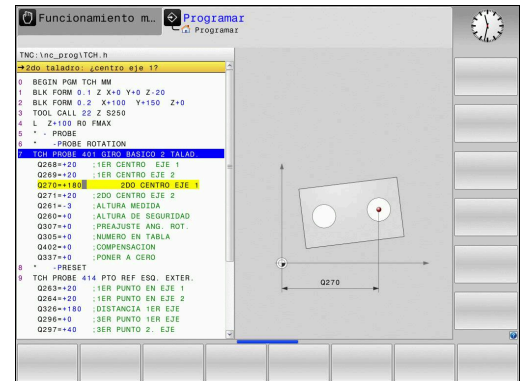 Funcionamiento m...
Programar
Programar
TNC:\nc_prog\TCH.h
→2do taladro: ¿centro eje 1?
0 BEGIN PGM TCH MM
1 BLK FORM 0.1 Z X+0 Y+0 Z-20
2 BLK FORM 0.2 X+100 Y+150 Z+0
3 TOOL CALL 22 Z S250
4 L Z+100 R0 FMAX
5 * - PROBE
6 * -PROBE ROTATION
7 TCH PROBE 401 GIRO BASICO 2 TALAD.
Q268=+20 ;1ER CENTRO EJE 1
Q269=+20 ;1ER CENTRO EJE 2
Q270=+180 2DO CENTRO EJE 1
Q271=+20 ;2DO CENTRO EJE 2
Q261=-3 ;ALTURA MEDIDA
Q260=+0 ;ALTURA DE SEGURIDAD
Q307=+0 ;PREAJUSTE ANG. ROT.
Q305=+0 ;NUMERO EN TABLA
Q402=+0 ;COMPENSACION
Q337=+0 ;PONER A CERO
8 * -PRESET
9 TCH PROBE 414 PTO REF ESQ. EXTER.
Q263=+20 ;1ER PUNTO EN EJE 1
Q264=+20 ;1ER PUNTO EN EJE 2
Q326=+180 ;DISTANCIA 1ER EJE
Q296=+0 ;3ER PUNTO 1ER EJE
Q297=+40 ;3ER PUNTO 2. EJE
Q270